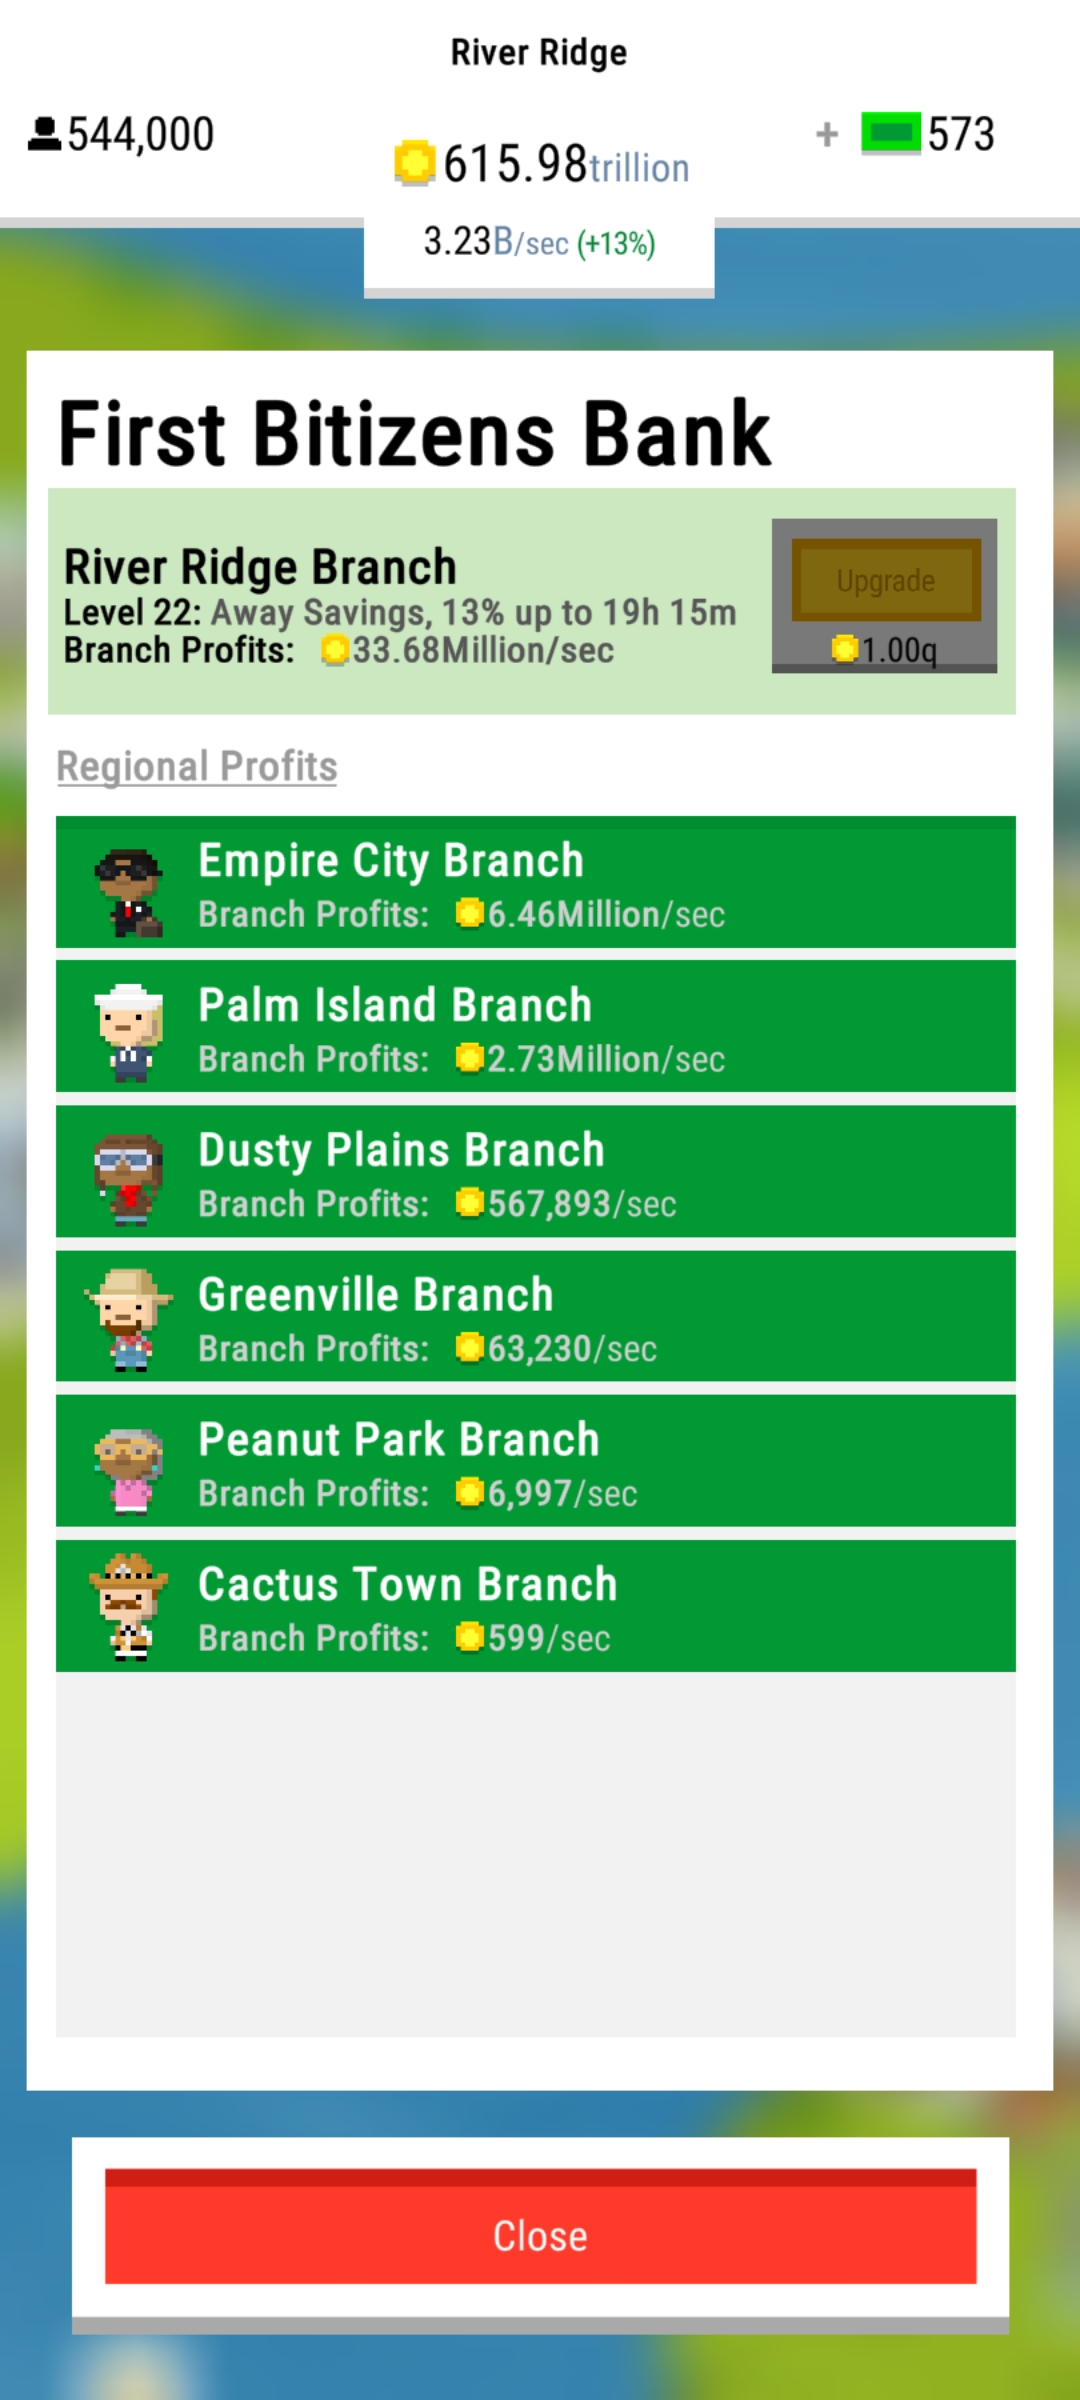 River Ridge
544,000
615.98trillion
+ 573
3.23B/sec (+13%)
First Bitizens Bank
River Ridge Branch
Level 22: Away Savings, 13% up to 19h 15m
Branch Profits: 33.68Million/sec
Upgrade
1.00q
Regional Profits
Empire City Branch
Branch Profits: 6.46Million/sec
Palm Island Branch
Branch Profits: 2.73Million/sec
Dusty Plains Branch
Branch Profits: 567,893/sec
Greenville Branch
Branch Profits: 63,230/sec
Peanut Park Branch
Branch Profits: 6,997/sec
Cactus Town Branch
Branch Profits: 599/sec
Close